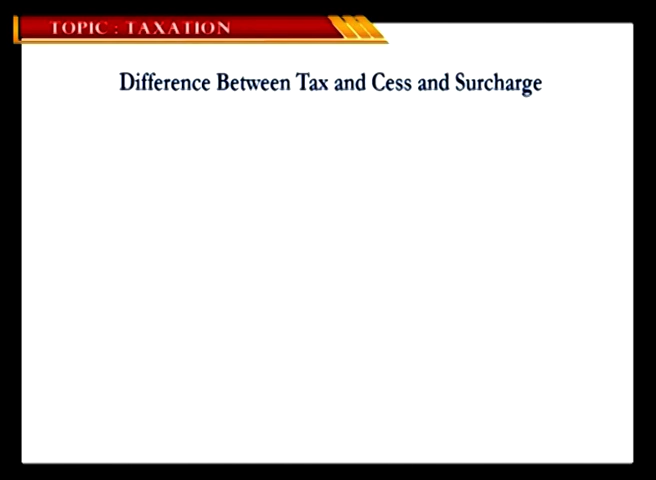 TOPIC : TAXATION
Difference Between Tax and Cess and Surcharge